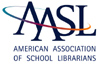 AASL
AMERICAN ASSOCIATION
OF SCHOOL LIBRARIANS